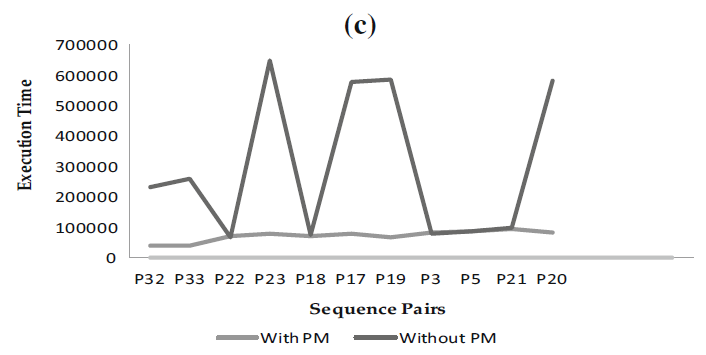 (c)
Execution Time
700000
600000
500000
400000
300000
200000
100000
0
P32 P33 P22 P23 P18 P17 P19 P3 P5 P21 P20
Sequence Pairs
With PM Without PM